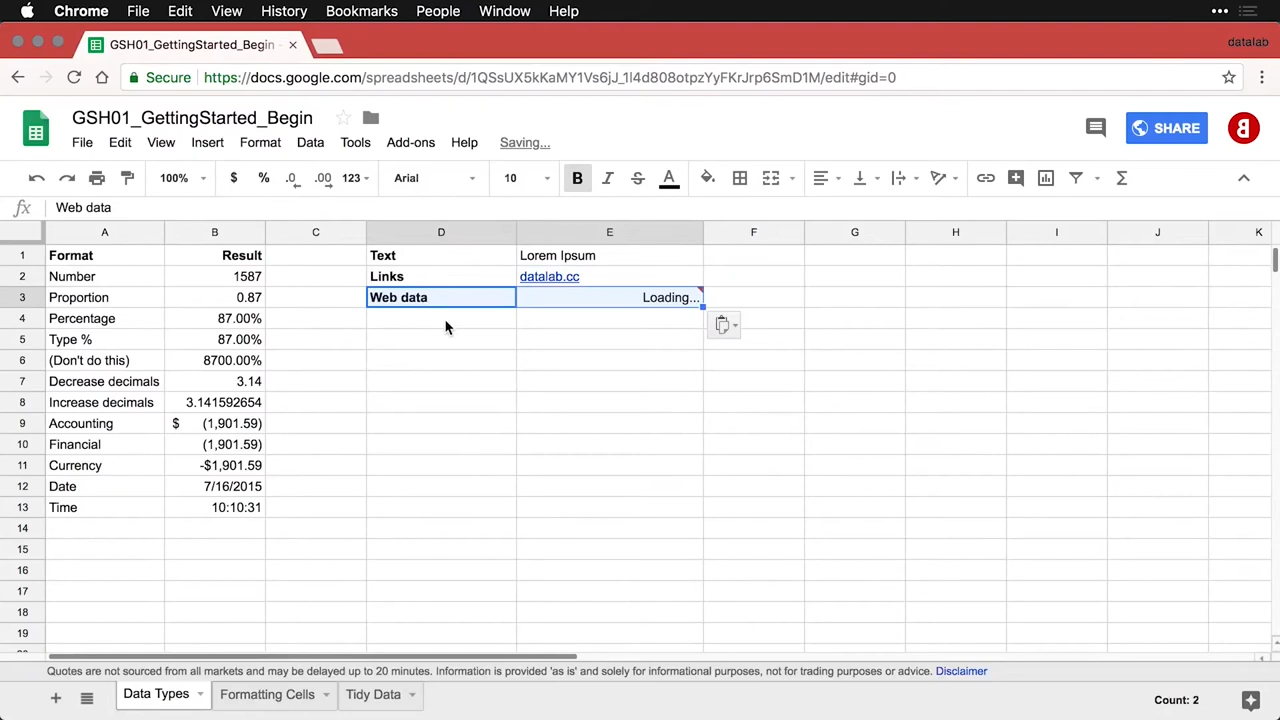 Chrome File Edit View History Bookmarks People Window Help
GSH01_GettingStarted_Begin -
datalab
Secure https://docs.google.com/spreadsheets/d/1QSsUX5kKaMY1Vs6jJ_1l4d808otpzYyFKrJrp6SmD1M/edit#gid=0
GSH01_GettingStarted_Begin
SHARE
File Edit View Insert Format Data Tools Add-ons Help Saving...
100% $ % .0 .00 123 Arial 10 B I S A
fx Web data
A B C D E F G H I J K
1 Format Result Text Lorem Ipsum
2 Number 1587 Links datalab.cc
3 Proportion 0.87 Web data Loading...
4 Percentage 87.00%
5 Type % 87.00%
6 (Don't do this) 8700.00%
7 Decrease decimals 3.14
8 Increase decimals 3.141592654
9 Accounting $ (1,901.59)
10 Financial (1,901.59)
11 Currency -$1,901.59
12 Date 7/16/2015
13 Time 10:10:31
14
15
16
17
18
19
Quotes are not sourced from all markets and may be delayed up to 20 minutes. Information is provided 'as is' and solely for informational purposes, not for trading purposes or advice. Disclaimer
Data Types Formatting Cells Tidy Data Count: 2